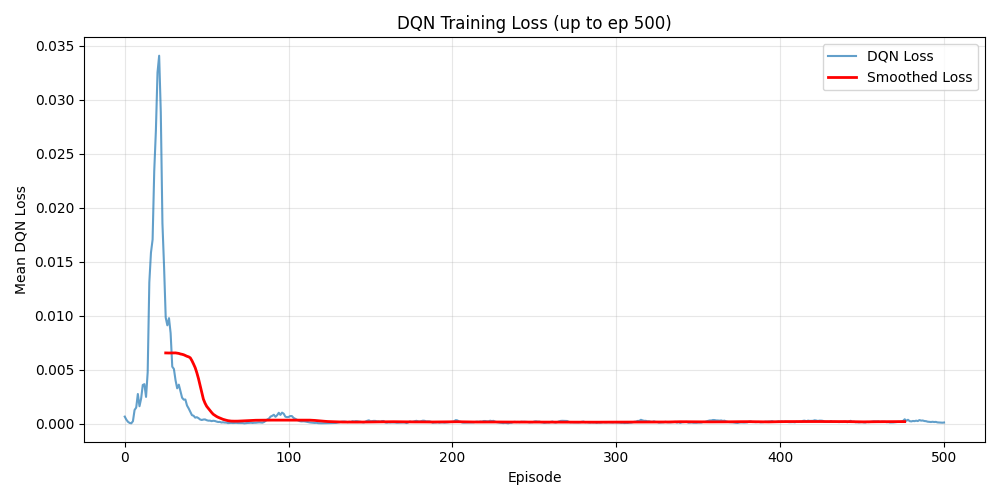 DQN Training Loss (up to ep 500)
DQN Loss
Smoothed Loss
Mean DQN Loss
0.035
0.030
0.025
0.020
0.015
0.010
0.005
0.000
0 100 200 300 400 500
Episode